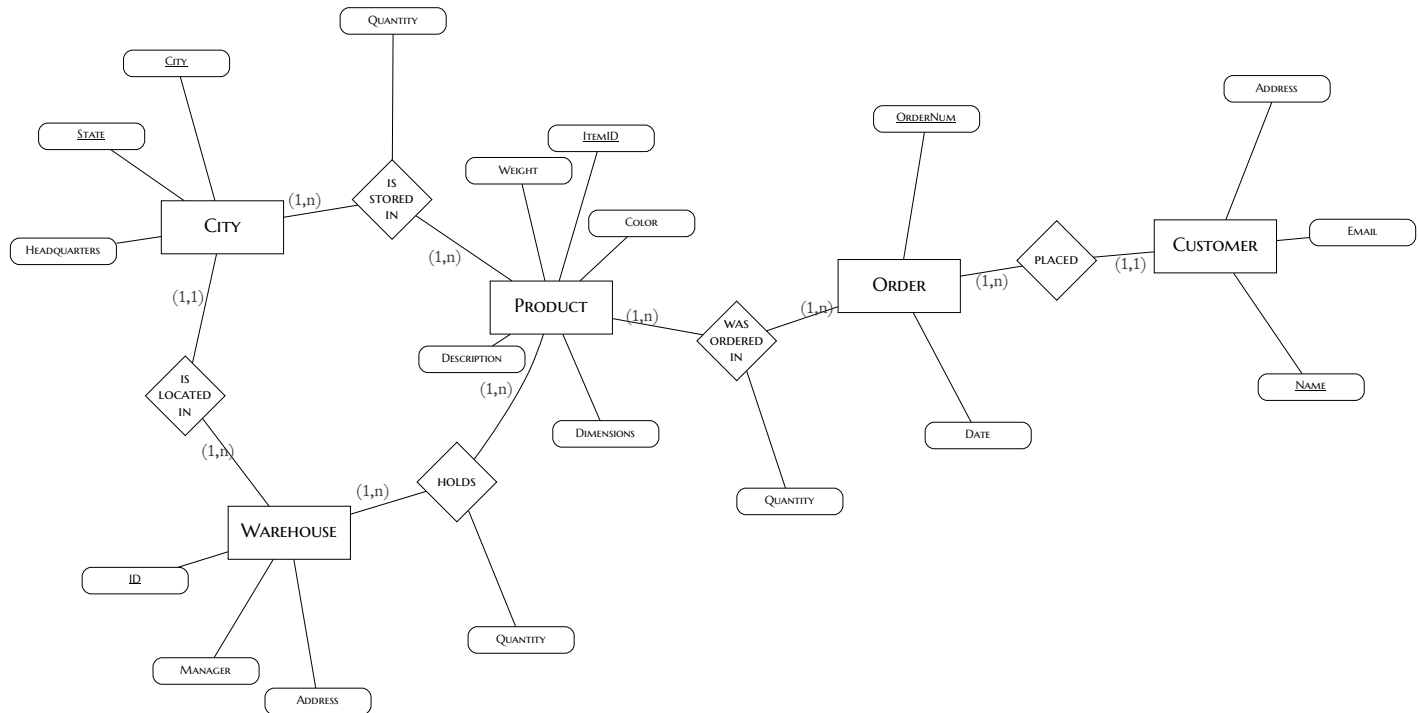 Quantity
City
State
ItemID
Weight
Color
Address
OrderNum
is
stored
in
(1,n)
City
Headquarters
(1,n)
(1,1)
Product
Description
(1,n)
(1,n)
was
ordered
in
(1,n)
Order
(1,n)
placed
(1,1)
Customer
Email
Name
Date
Dimensions
Quantity
is
located
in
(1,n)
holds
(1,n)
Warehouse
ID
Manager
Address
Quantity